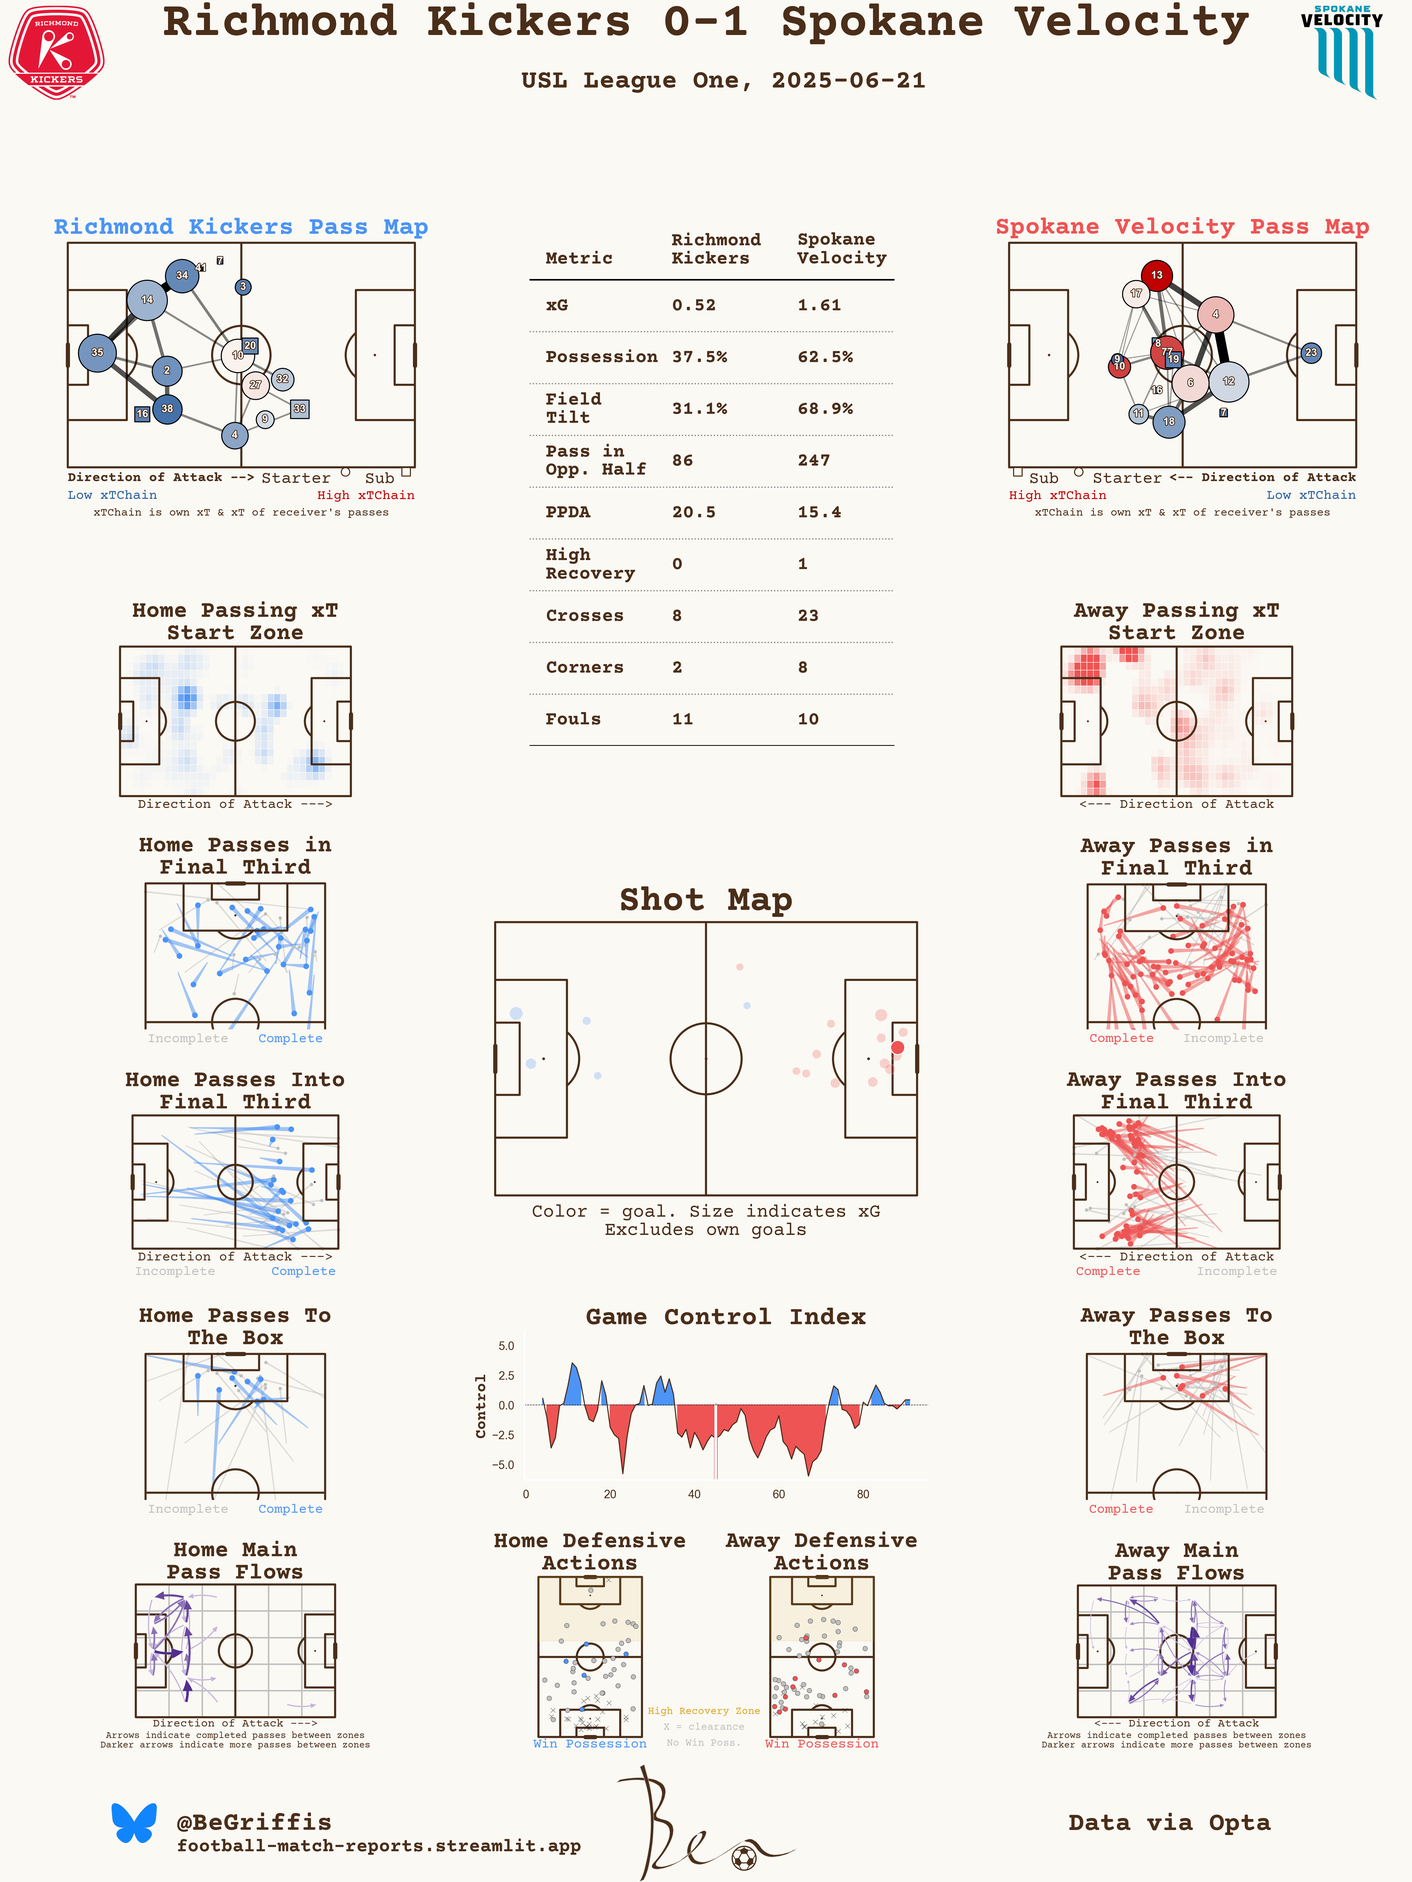 Richmond Kickers 0-1 Spokane Velocity
USL League One, 2025-06-21
RICHMOND
KICKERS
SPOKANE
VELOCITY
Richmond Kickers Pass Map
34
41
7
3
14
35
10
20
2
27
32
16
38
9
33
4
Direction of Attack --> Starter Sub
Low xTChain High xTChain
xTChain is own xT & xT of receiver's passes
Metric Richmond Kickers Spokane Velocity
xG 0.52 1.61
Possession 37.5% 62.5%
Field Tilt 31.1% 68.9%
Pass in Opp. Half 86 247
PPDA 20.5 15.4
High Recovery 0 1
Crosses 8 23
Corners 2 8
Fouls 11 10
Spokane Velocity Pass Map
13
17
4
8
77
9
10
19
23
16
6
12
11
18
7
Sub Starter <-- Direction of Attack
High xTChain Low xTChain
xTChain is own xT & xT of receiver's passes
Home Passing xT
Start Zone
Direction of Attack --->
Away Passing xT
Start Zone
<--- Direction of Attack
Home Passes in
Final Third
Incomplete Complete
Away Passes in
Final Third
Complete Incomplete
Shot Map
Color = goal. Size indicates xG
Excludes own goals
Home Passes Into
Final Third
Direction of Attack --->
Incomplete Complete
Away Passes Into
Final Third
<--- Direction of Attack
Complete Incomplete
Home Passes To
The Box
Incomplete Complete
Game Control Index
Control
5.0
2.5
0.0
−2.5
−5.0
0 20 40 60 80
Away Passes To
The Box
Complete Incomplete
Home Main
Pass Flows
Direction of Attack --->
Arrows indicate completed passes between zones
Darker arrows indicate more passes between zones
Home Defensive
Actions
Win Possession
Away Defensive
Actions
Win Possession
High Recovery Zone
X = clearance
No Win Poss.
Away Main
Pass Flows
<--- Direction of Attack
Arrows indicate completed passes between zones
Darker arrows indicate more passes between zones
@BeGriffis
football-match-reports.streamlit.app
Ben
Data via Opta